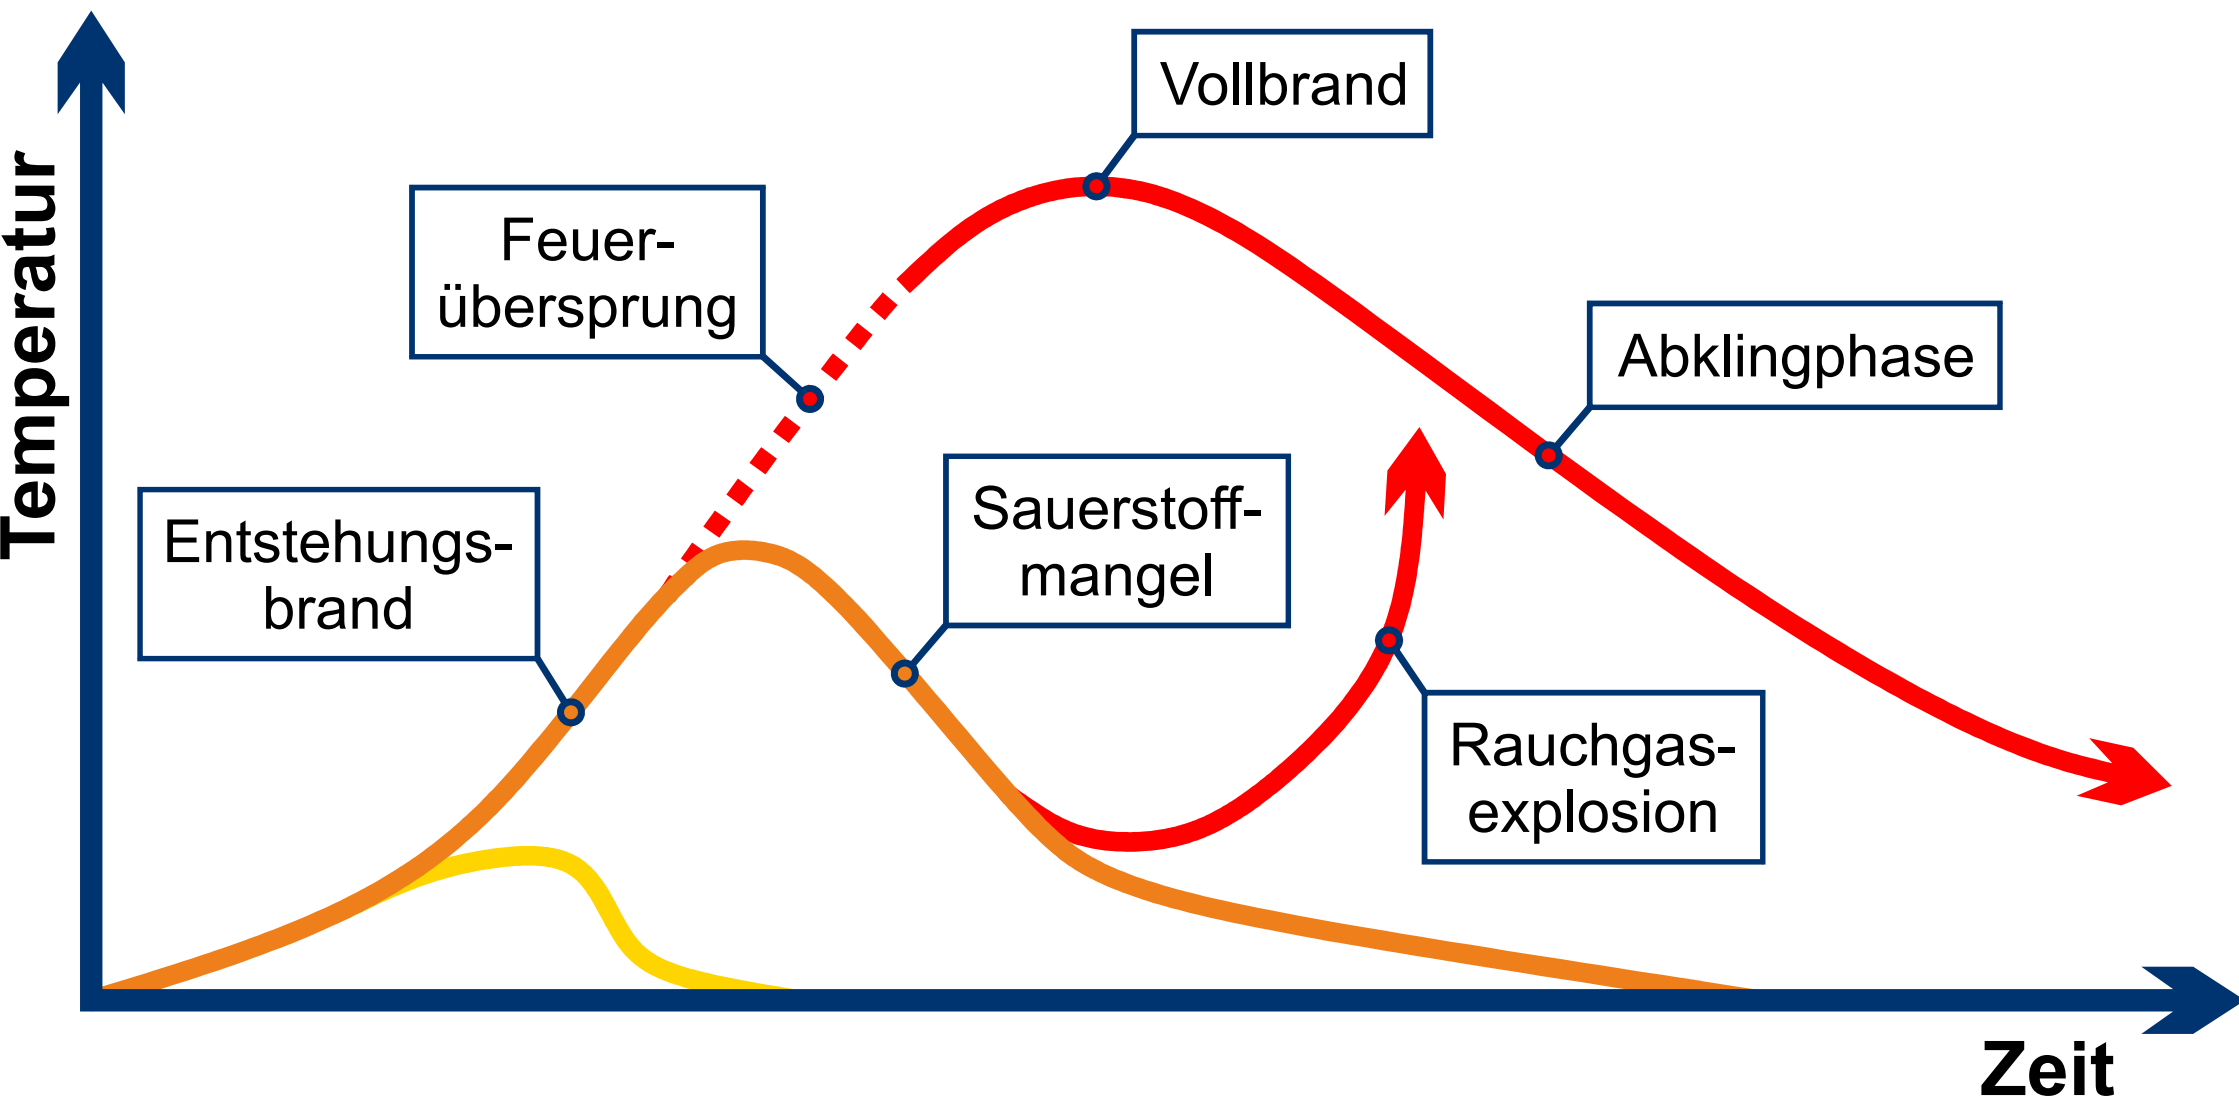 Temperatur
Vollbrand
Feuer-
übersprung
Abklingphase
Sauerstoff-
mangel
Entstehungs-
brand
Rauchgas-
explosion
Zeit